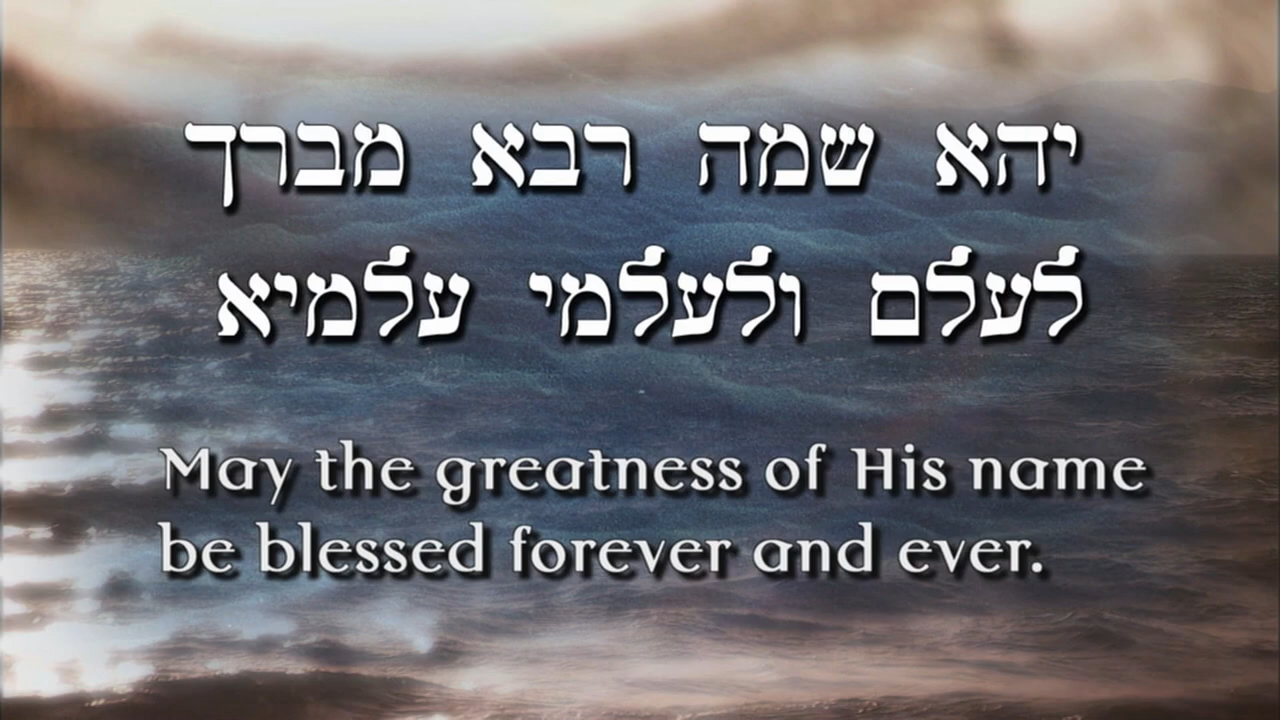 יהא שמה רבא מברך
לעלם ולעלמי עלמיא
May the greatness of His name
be blessed forever and ever.